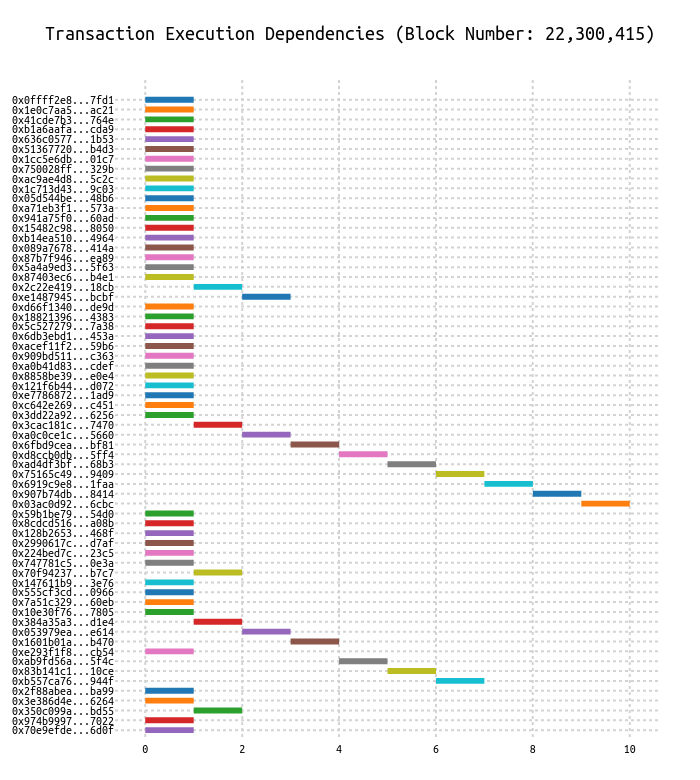 Transaction Execution Dependencies (Block Number: 22,300,415)
0x0ffff2e8...7fd1
0x1e0c7aa5...ac21
0x41cde7b3...764e
0xb1a6aafa...cda9
0x636c0577...1b53
0x51367720...b4d3
0x1cc5e6db...01c7
0x750028ff...329b
0xac9ae4d8...5c2c
0x1c713d43...9c03
0x05d544be...48b6
0xa71eb3f1...573a
0x941a75f0...60ad
0x15482c98...8050
0xb14ea510...4964
0x089a7678...414a
0x87b7f946...ea89
0x5a4a9ed3...5f63
0x87403ec6...b4e1
0x2c22e419...18cb
0xe1487945...bcbf
0xd66f1340...de9d
0x18821396...4383
0x5c527279...7a38
0x6db3ebd1...453a
0xacef11f2...59b6
0x909bd511...c363
0xa0b41d83...cdef
0x8858be39...e0e4
0x121f6b44...d072
0xe7786872...1ad9
0xc642e269...c451
0x3dd22a92...6256
0x3cac181c...7470
0xa0c0ce1c...5660
0x6fbd9cea...bf81
0xd8ccb0db...5ff4
0xad4df3bf...68b3
0x75165c49...9409
0x6919c9e8...1faa
0x907b74db...8414
0x03ac0d92...6cbc
0x59b1be79...54d0
0x8cdcd516...a08b
0x128b2653...468f
0x2990617c...d7af
0x224bed7c...23c5
0x747781c5...0e3a
0x70f94237...b7c7
0x147611b9...3e76
0x555cf3cd...0966
0x7a51c329...60eb
0x10e30f76...7805
0x384a35a3...d1e4
0x053979ea...e614
0x1601b01a...b470
0xe293f1f8...cb54
0xab9fd56a...5f4c
0x83b141c1...10ce
0xb557ca76...944f
0x2f88abea...ba99
0x3e386d4e...6264
0x350c099a...bd55
0x974b9997...7022
0x70e9efde...6d0f
0 2 4 6 8 10